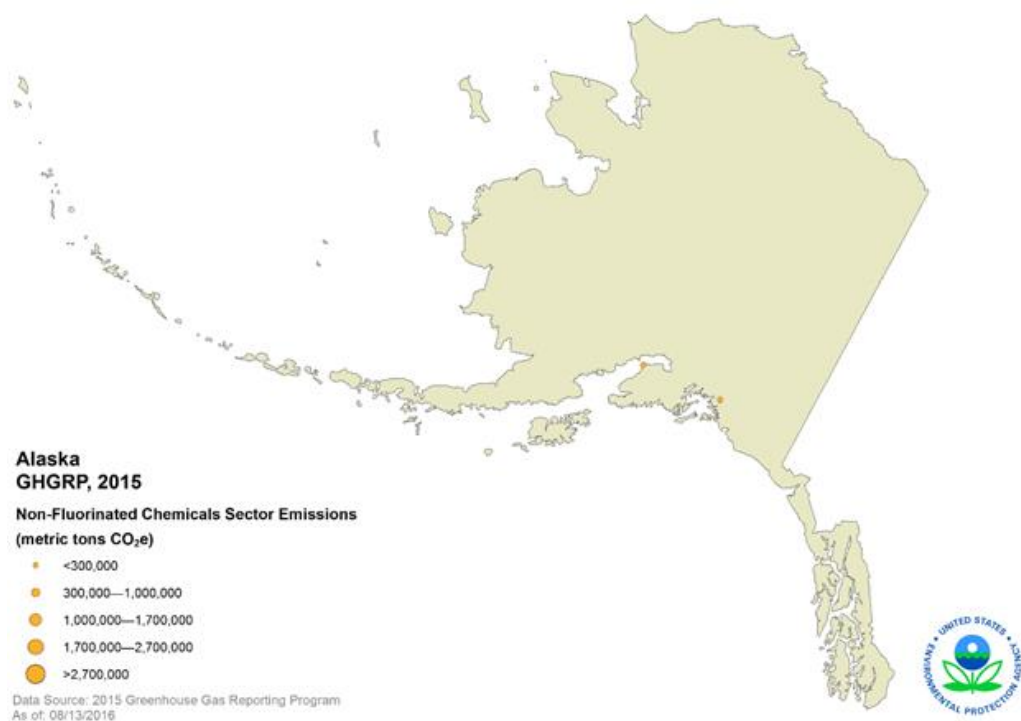 Alaska
GHGRP, 2015
Non-Fluorinated Chemicals Sector Emissions
(metric tons CO₂e)
<300,000
300,000—1,000,000
1,000,000—1,700,000
1,700,000—2,700,000
>2,700,000
Data Source: 2015 Greenhouse Gas Reporting Program
As of: 08/13/2016
UNITED STATES
ENVIRONMENTAL PROTECTION AGENCY